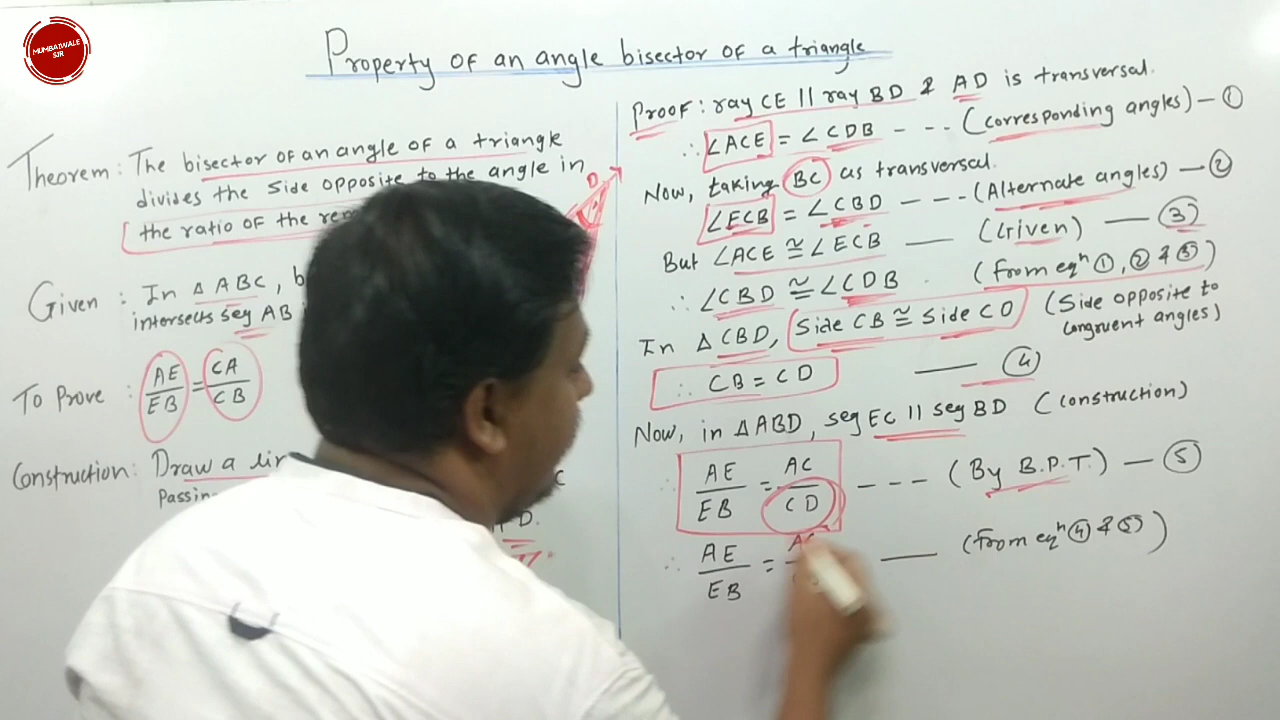 MUMBAIWALE
SIR
Property of an angle bisector of a triangle
Theorem: The bisector of an angle of a triangle
divides the side opposite to the angle in
the ratio of the
Given : In △ ABC,
intersects seg AB
To Prove : AE/EB = CA/CB
Construction: Draw a
D
D.
Proof: ray CE || ray BD & AD is transversal.
∴ ∠ACE = ∠CDB - - - (corresponding angles) — ①
Now, taking BC as transversal.
∠ECB = ∠CBD - - - (Alternate angles) — ②
But ∠ACE ≅ ∠ECB — (Given) — ③
∴ ∠CBD ≅ ∠CDB . (from eqⁿ ①, ② & ③)
In △ CBD, Side CB ≅ Side CD (Side opposite to
congruent angles)
∴ CB = CD — ④
Now, in △ABD, seg EC || seg BD (construction)
∴ AE/EB = AC/CD - - - (By B.P.T.) — ⑤
∴ AE/EB = — (from eqⁿ ④ & ⑤)